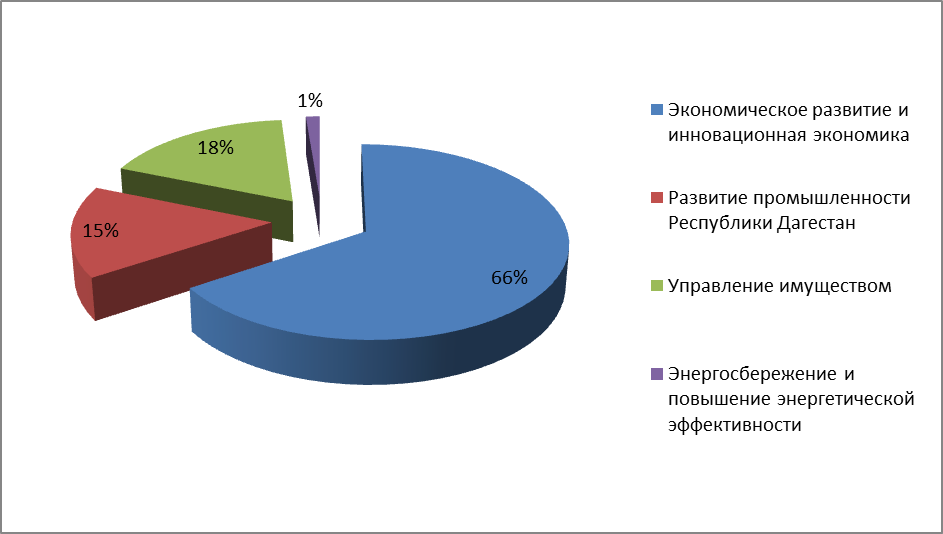 1%
18%
15%
66%
Экономическое развитие и
инновационная экономика
Развитие промышленности
Республики Дагестан
Управление имуществом
Энергосбережение и
повышение энергетической
эффективности